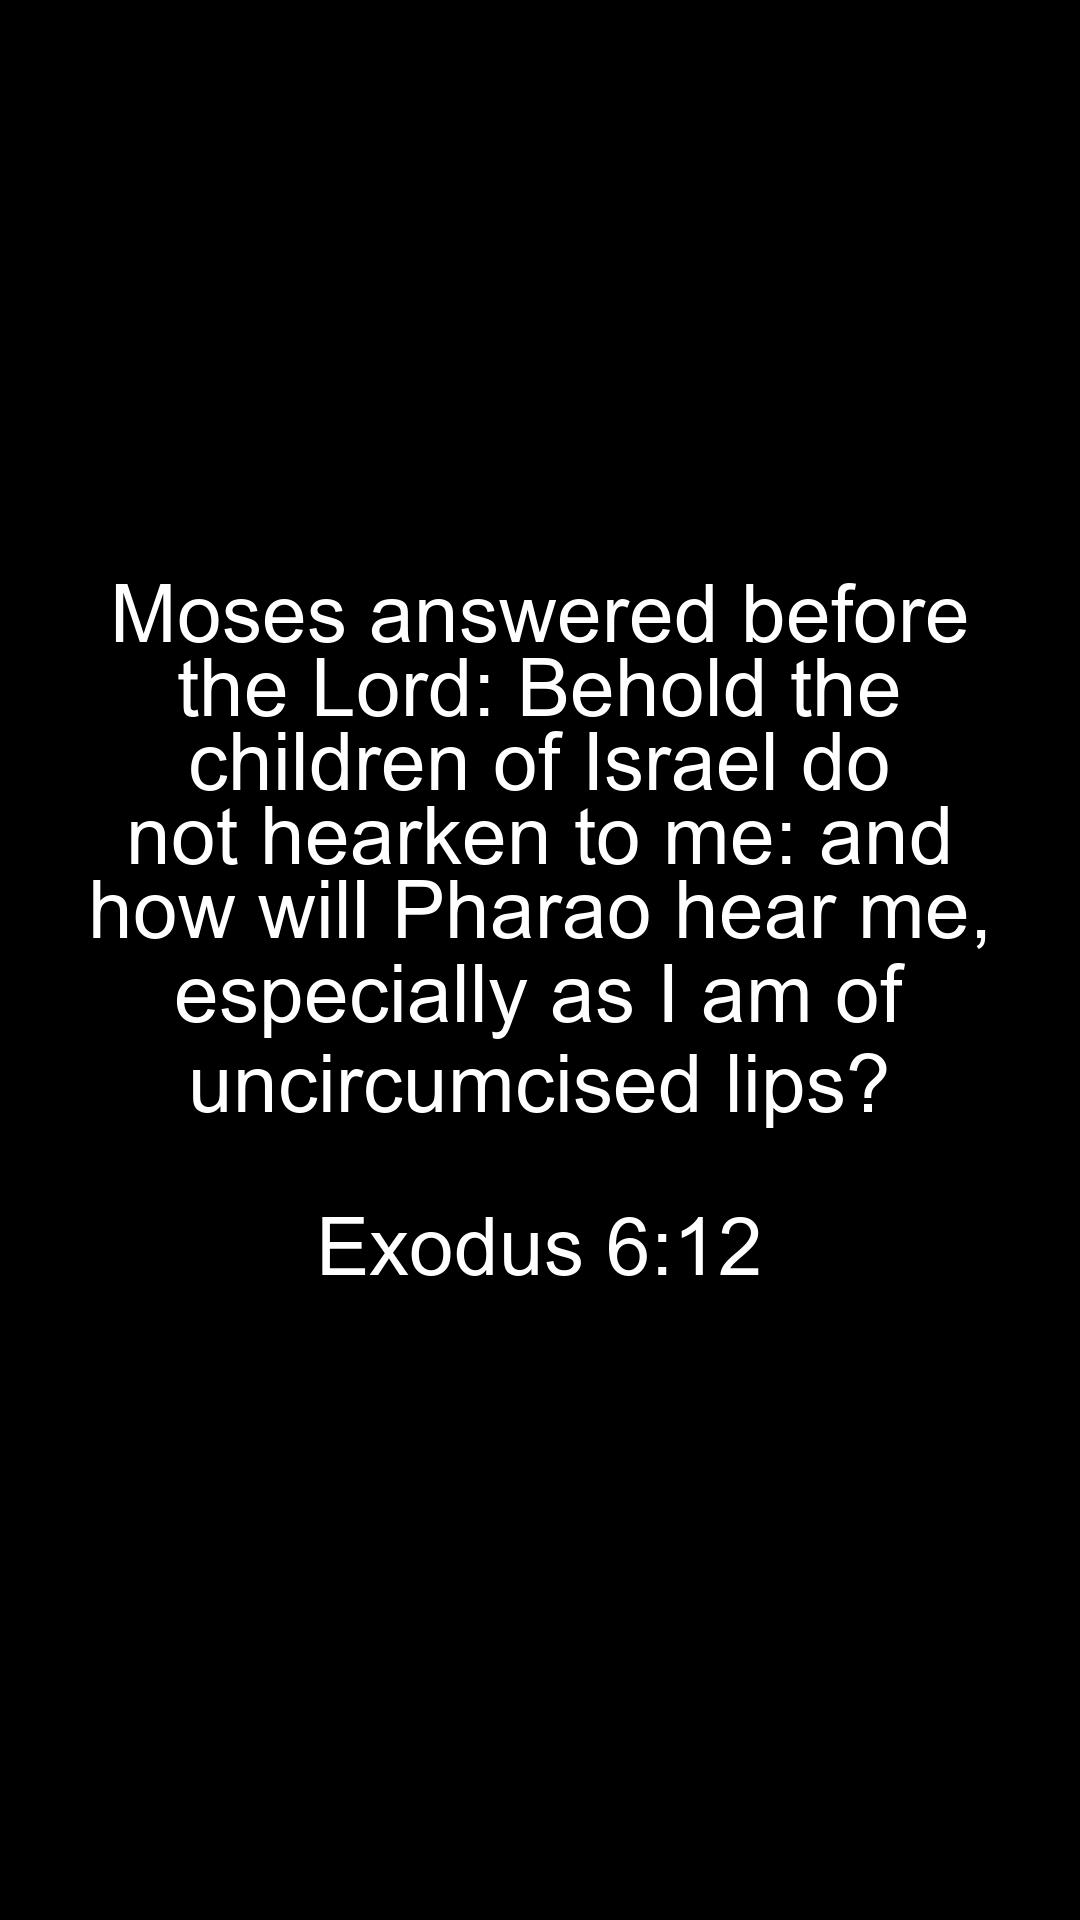 Moses answered before
the Lord: Behold the
children of Israel do
not hearken to me: and
how will Pharao hear me,
especially as I am of
uncircumcised lips?
Exodus 6:12